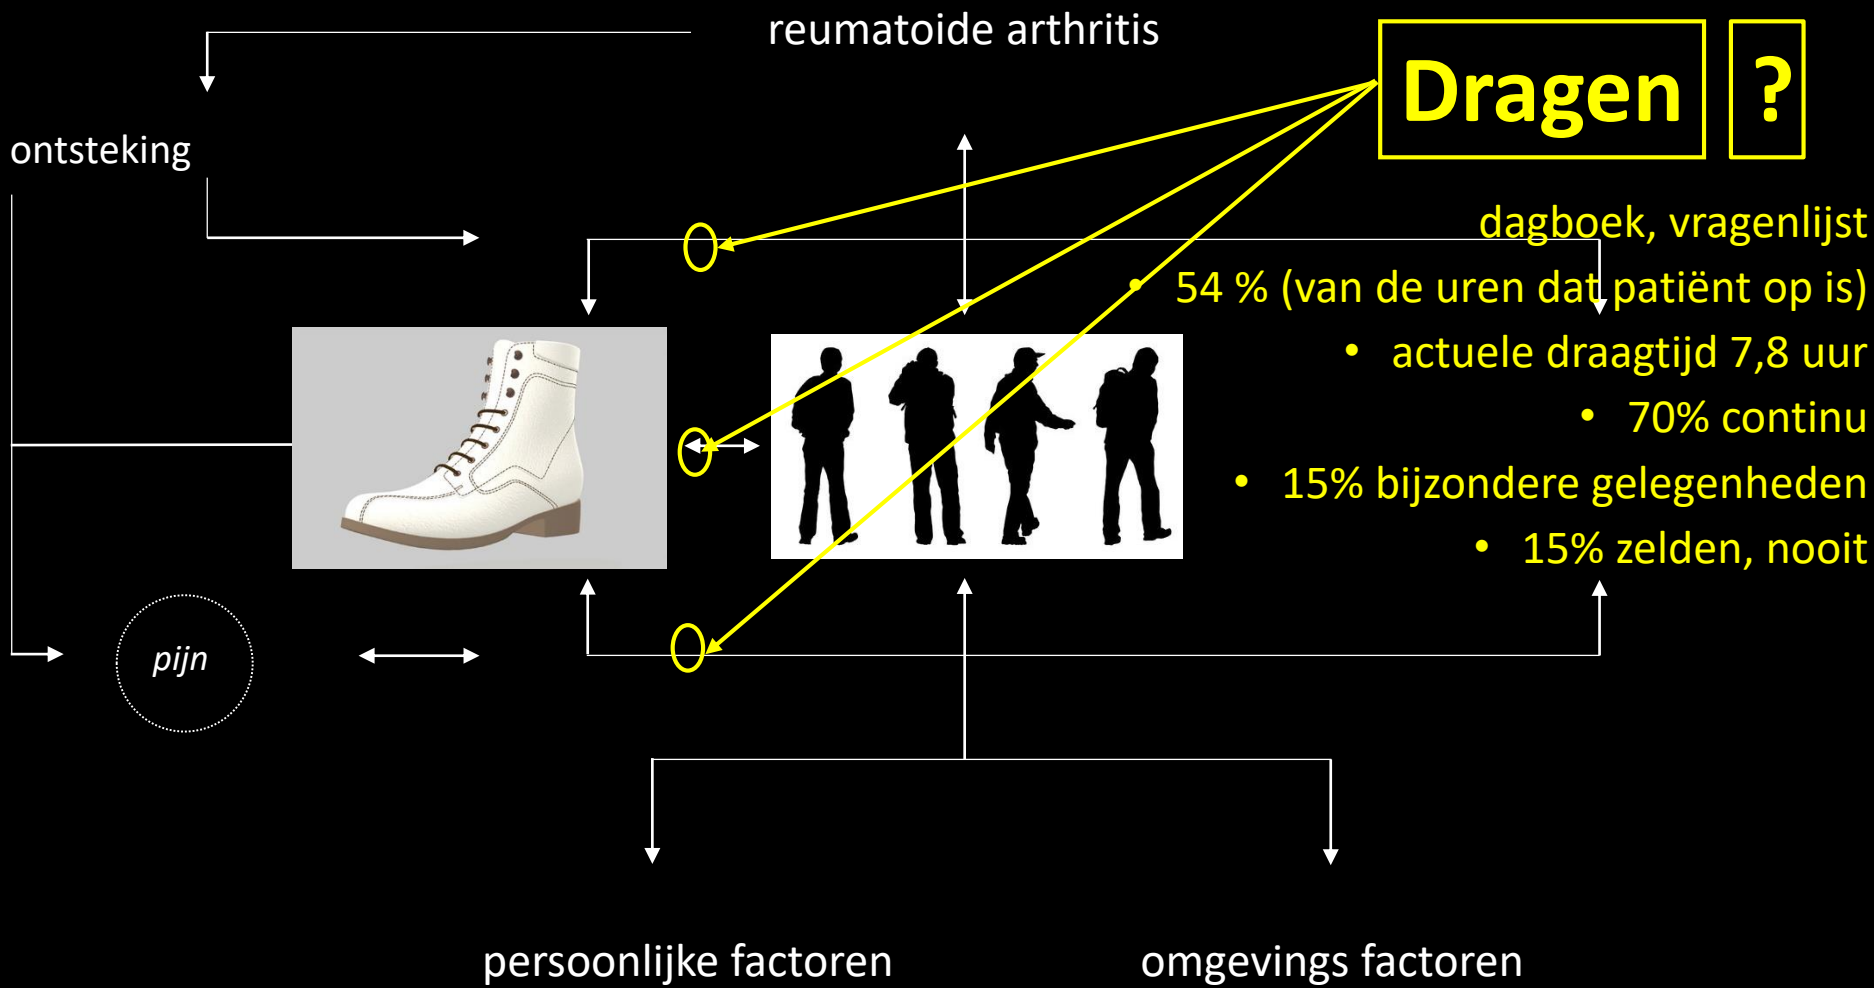 reumatoide arthritis
Dragen ?
ontsteking
dagboek, vragenlijst
• 54 % (van de uren dat patiënt op is)
• actuele draagtijd 7,8 uur
• 70% continu
• 15% bijzondere gelegenheden
• 15% zelden, nooit
pijn
persoonlijke factoren
omgevings factoren